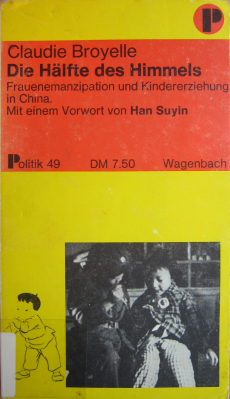 P
Claudie Broyelle
Die Hälfte des Himmels
Frauenemanzipation und Kindererziehung
in China.
Mit einem Vorwort von Han Suyin
Politik 49 DM 7.50 Wagenbach